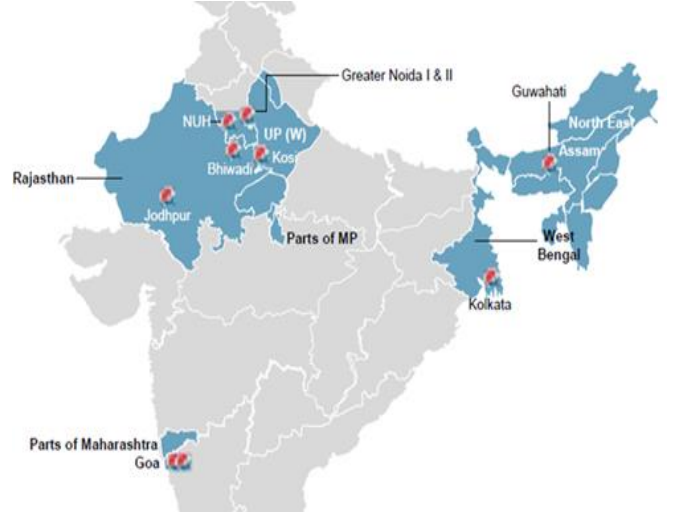 Greater Noida I & II
Guwahati
NUH
UP (W)
North East
Assam
Bhiwadi
Kosi
Rajasthan
Jodhpur
Parts of MP
West
Bengal
Kolkata
Parts of Maharashtra
Goa